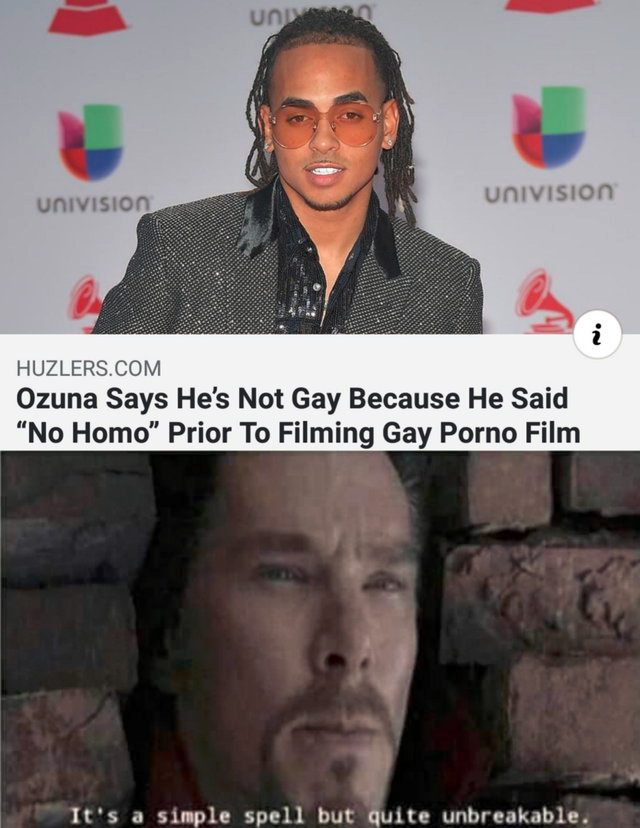 UNIVISION
UNIVISION
UNIVISION
i
HUZLERS.COM
Ozuna Says He’s Not Gay Because He Said
“No Homo” Prior To Filming Gay Porno Film
It's a simple spell but quite unbreakable.